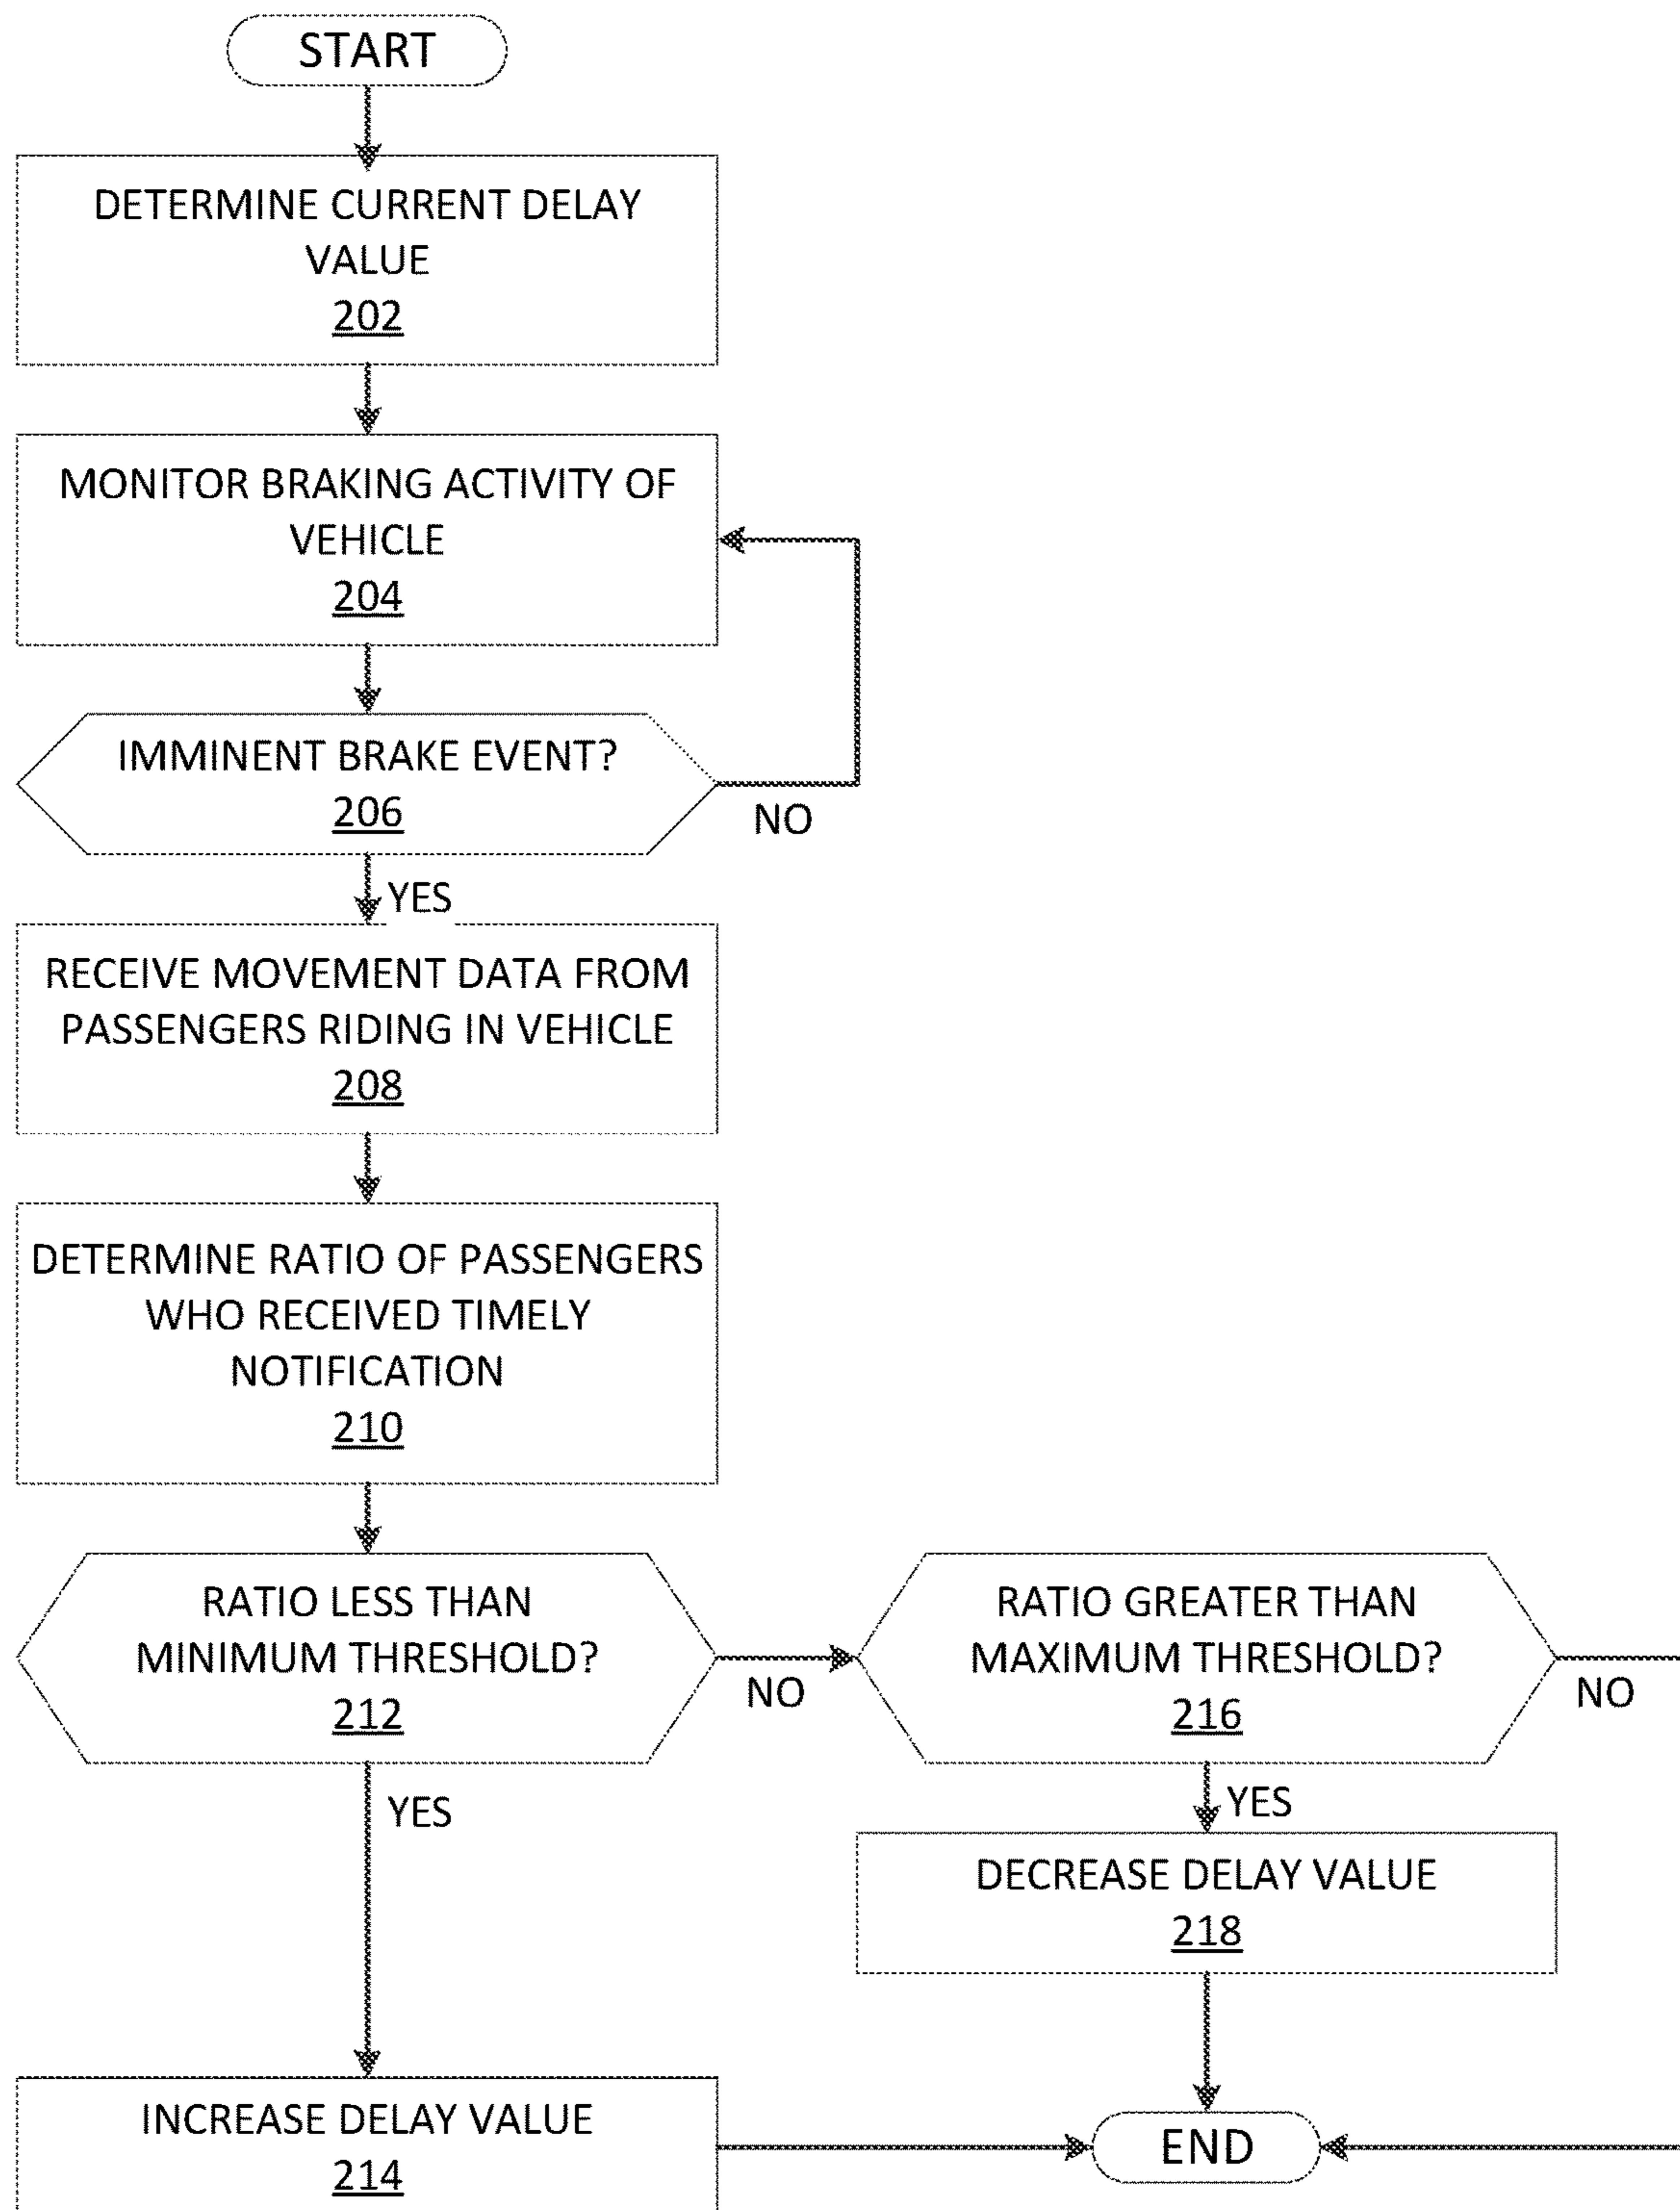 START
DETERMINE CURRENT DELAY
VALUE
202
MONITOR BRAKING ACTIVITY OF
VEHICLE
204
IMMINENT BRAKE EVENT?
206
NO
YES
RECEIVE MOVEMENT DATA FROM
PASSENGERS RIDING IN VEHICLE
208
DETERMINE RATIO OF PASSENGERS
WHO RECEIVED TIMELY
NOTIFICATION
210
RATIO LESS THAN
MINIMUM THRESHOLD?
212
NO
RATIO GREATER THAN
MAXIMUM THRESHOLD?
216
NO
YES
YES
DECREASE DELAY VALUE
218
INCREASE DELAY VALUE
214
END